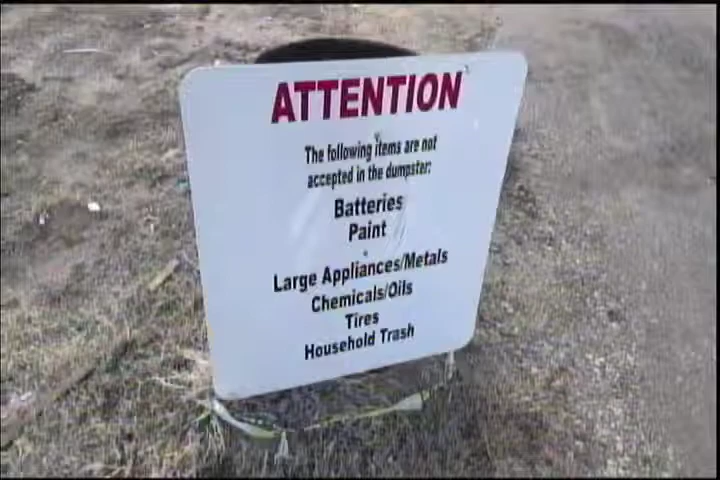 ATTENTION
The following items are not
accepted in the dumpster:
Batteries
Paint
Large Appliances/Metals
Chemicals/Oils
Tires
Household Trash